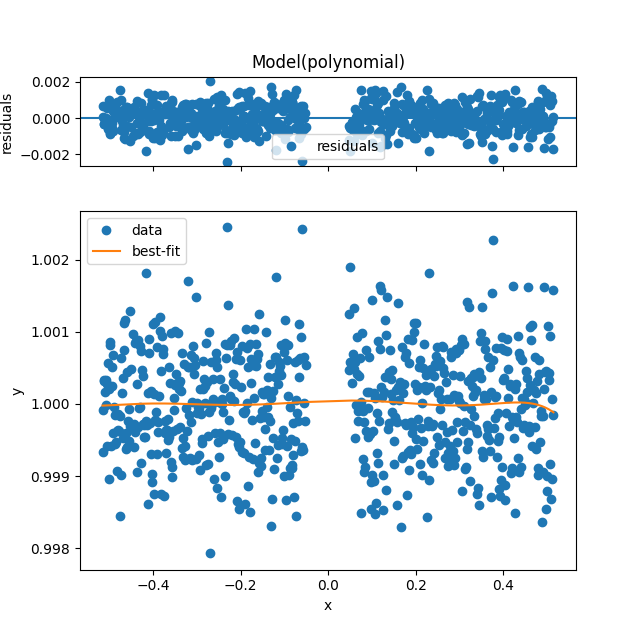 Model(polynomial)
residuals
0.002
0.000
−0.002
residuals
data
best-fit
y
1.002
1.001
1.000
0.999
0.998
−0.4
−0.2
0.0
0.2
0.4
x